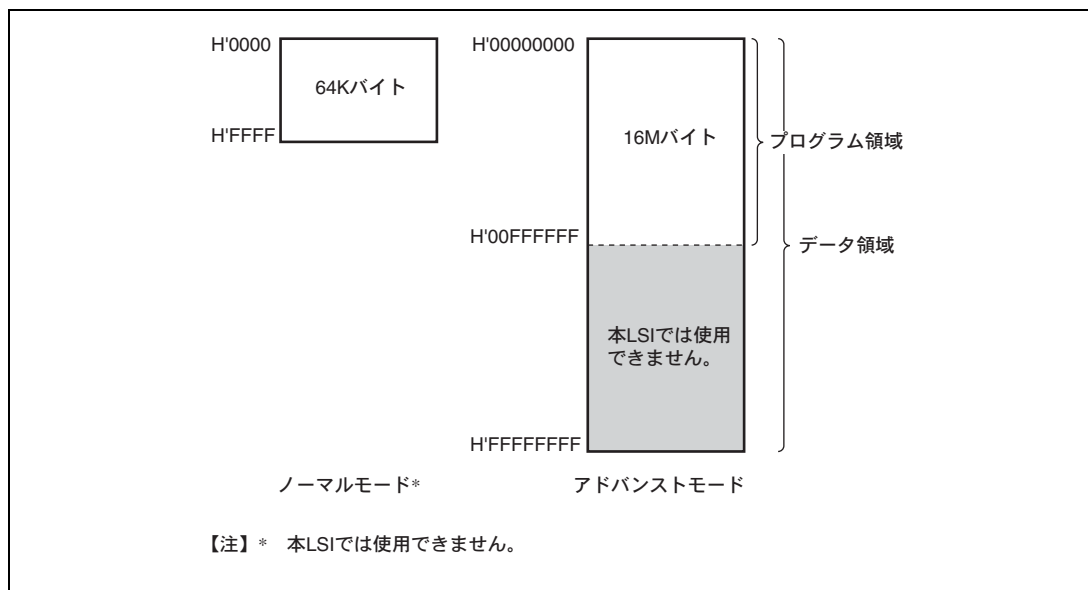 H'0000
64Kバイト
H'FFFF
H'00000000
16Mバイト
プログラム領域
H'00FFFFFF
データ領域
本LSIでは使用
できません。
H'FFFFFFFF
ノーマルモード*
アドバンストモード
【注】* 本LSIでは使用できません。